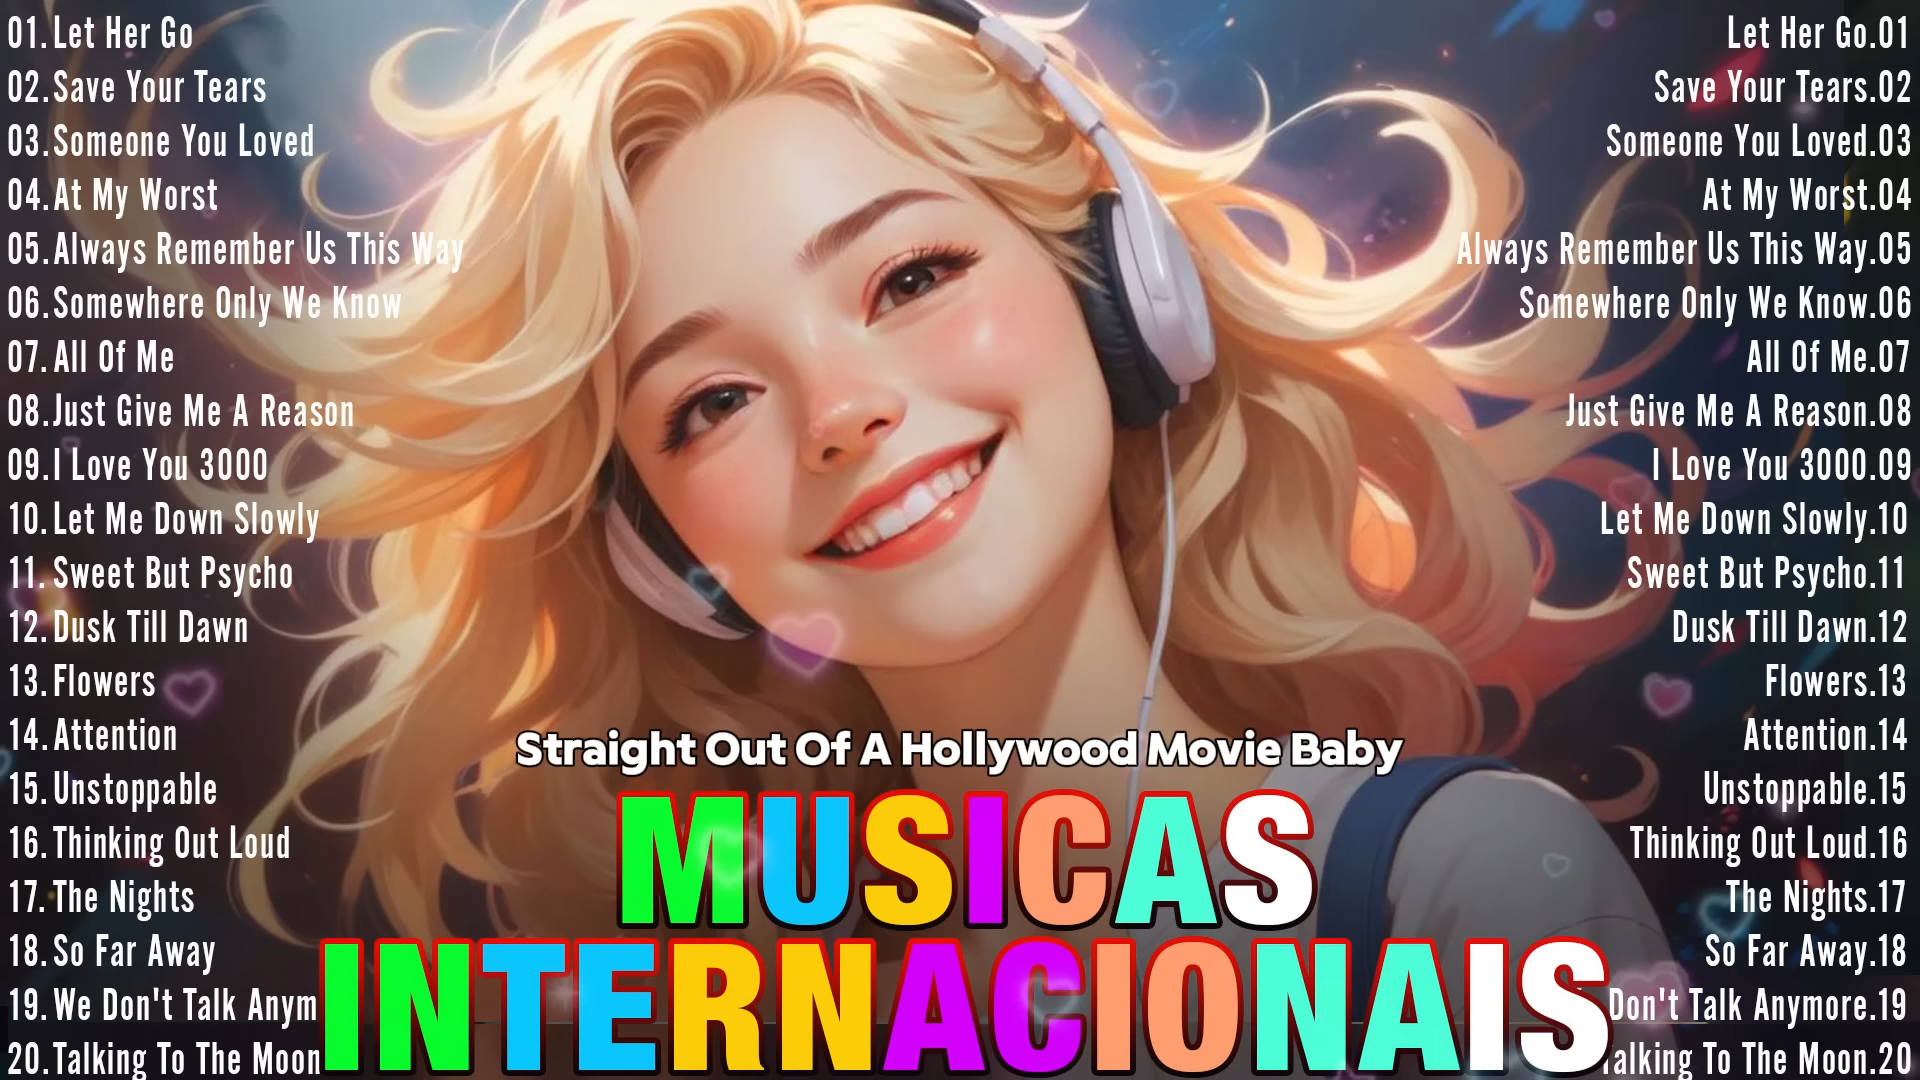 01.Let Her Go
02.Save Your Tears
03.Someone You Loved
04.At My Worst
05.Always Remember Us This Way
06.Somewhere Only We Know
07.All Of Me
08.Just Give Me A Reason
09.I Love You 3000
10.Let Me Down Slowly
11.Sweet But Psycho
12.Dusk Till Dawn
13.Flowers
14.Attention
15.Unstoppable
16.Thinking Out Loud
17.The Nights
18.So Far Away
19.We Don't Talk Anym
20.Talking To The Moon
Straight Out Of A Hollywood Movie Baby
MUSICAS
INTERNACIONAIS
Let Her Go.01
Save Your Tears.02
Someone You Loved.03
At My Worst.04
Always Remember Us This Way.05
Somewhere Only We Know.06
All Of Me.07
Just Give Me A Reason.08
I Love You 3000.09
Let Me Down Slowly.10
Sweet But Psycho.11
Dusk Till Dawn.12
Flowers.13
Attention.14
Unstoppable.15
Thinking Out Loud.16
The Nights.17
So Far Away.18
Don't Talk Anymore.19
alking To The Moon.20